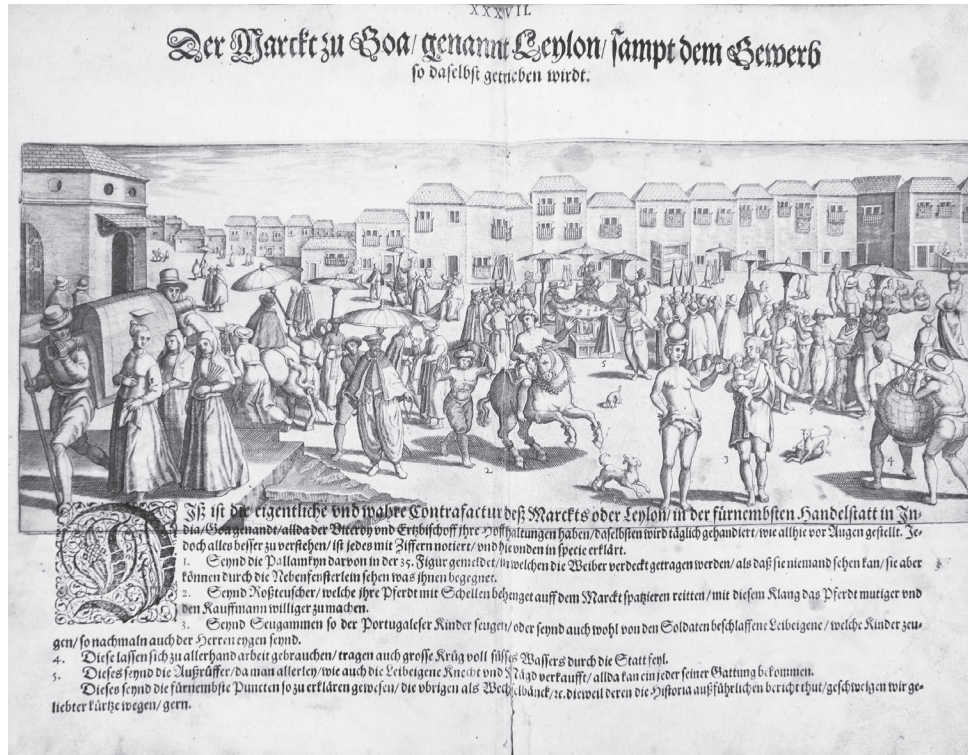 XXXVII.
Der Marckt zu Goa/ genannt Leylon/ sampt dem Gewerb
so daselbst getrieben wirdt.
5
2
3
4
DIß ist die eigentliche vnd wahre Contrafactur deß Marckts oder Leylon/ in der fürnembsten Handelstatt in In-
dia/ Goa genandt/ allda der Viceroy vnd Ertzbischoff ihre Hoffhaltungen haben/ daselbsten wird täglich gehandiert/ wie allhie vor Augen gestellt. Je-
doch alles besser zu verstehen/ ist jedes mit Ziffern notiert/ vnd hie vnden in specie erklärt.
1. Seynd die Pallamkyn darvon in der 35. Figur gemeldet/ in welchen die Weiber verdeckt getragen werden/ als daß sie niemand sehen kan/ sie aber
können durch die Nebenfensterlein sehen was ihnen begegnet.
2. Seynd Roßteuscher/ welche ihre Pferdt mit Schellen behenget auff dem Marckt spatzieren reitten/ mit diesem Klang das Pferdt mutiger vnd
den Kauffmann williger zu machen.
3. Seynd Seugammen so der Portugaleser Kinder seugen/ oder seynd auch wohl von den Soldaten beschlaffene Leibeigene/ welche Kinder zeu-
gen/ so nachmaln auch der Herren eygen seynd.
4. Diese lassen sich zu allerhand arbeit gebrauchen/ tragen auch grosse Krüg voll süsses Wassers durch die Statt feyl.
5. Dieses seynd die Außrüffer/ da man allerley/ wie auch die Leibeigene Knecht vnd Mägd verkaufft/ allda kan ein jeder seiner Gattung bekommen.
Dieses seynd die fürnembste Puncten so zu erklären gewesen/ die vbrigen als Wechselbänck/ ꝛc. dieweil deren die Historia außführlichen bericht thut/ geschweigen wir ge-
liebter kürtze wegen/ gern.